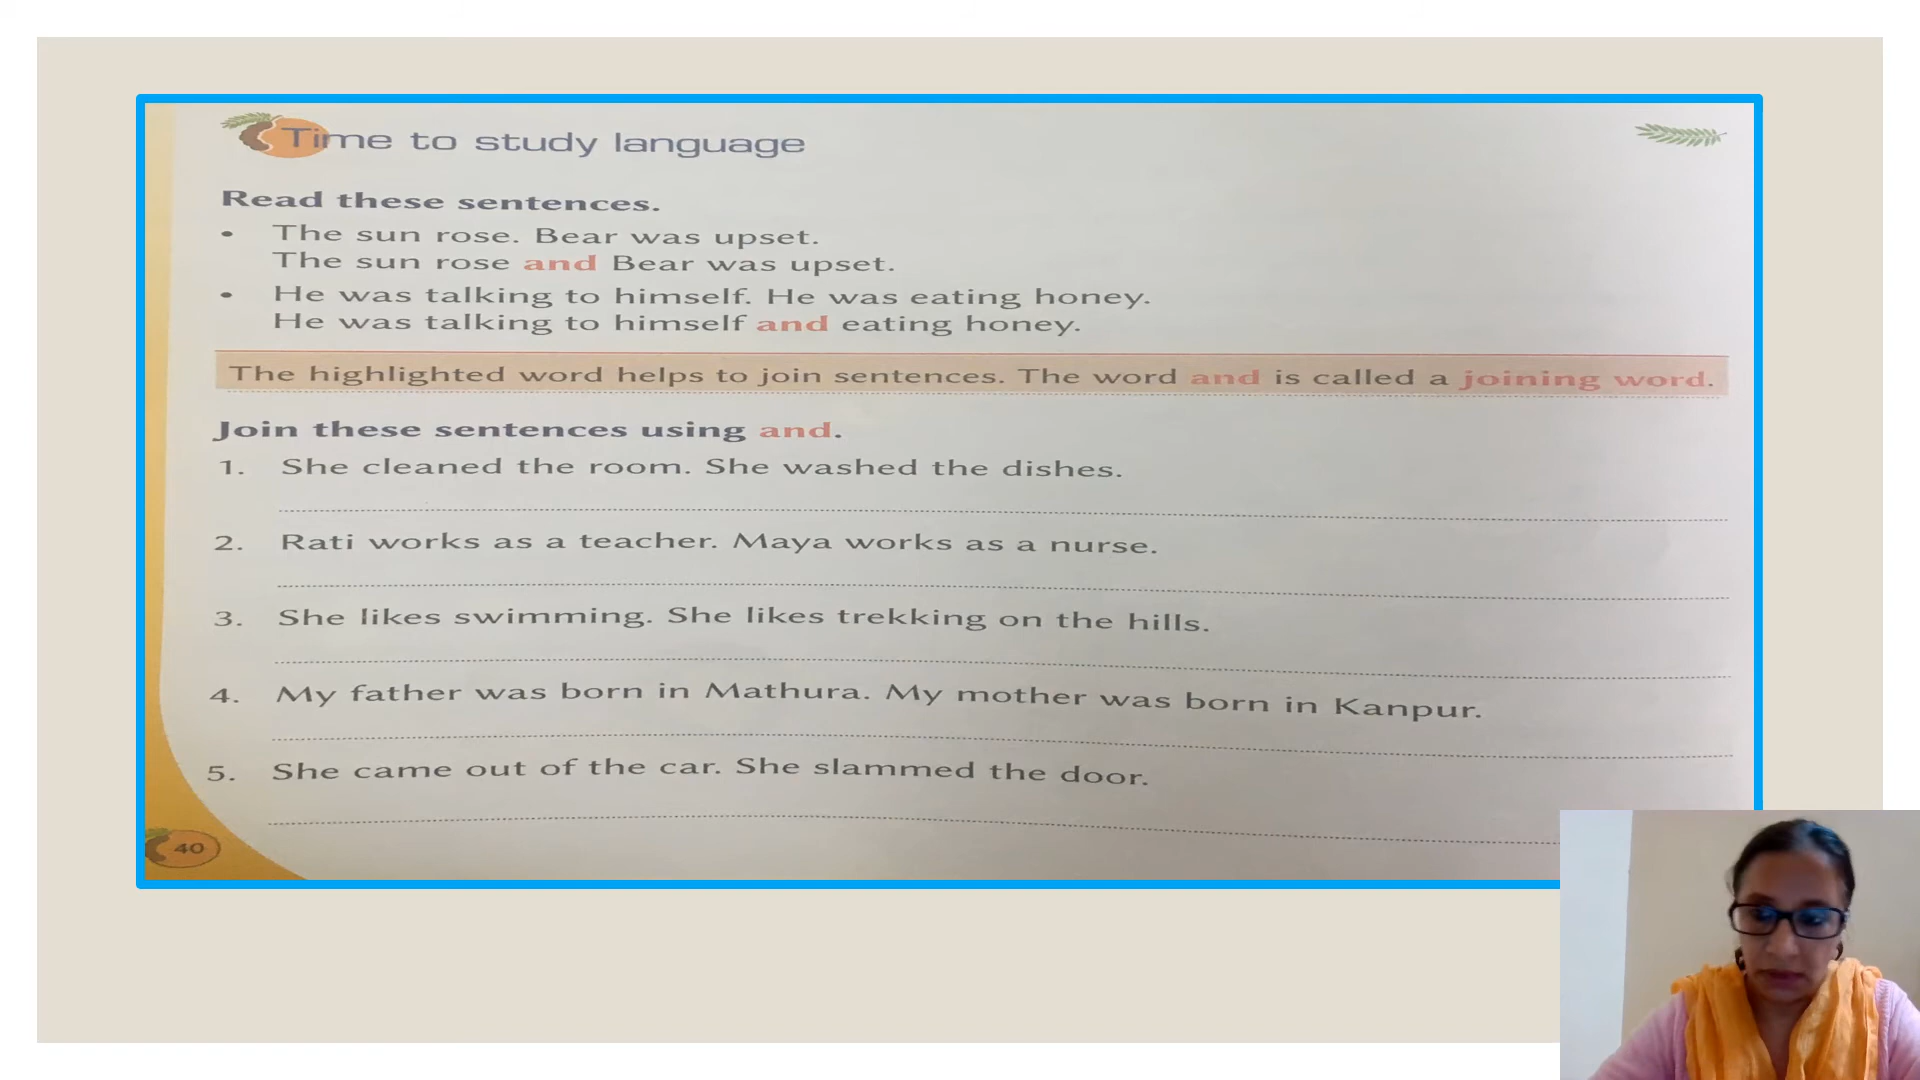 Time to study language
Read these sentences.
• The sun rose. Bear was upset.
The sun rose and Bear was upset.
• He was talking to himself. He was eating honey.
He was talking to himself and eating honey.
The highlighted word helps to join sentences. The word and is called a joining word.
Join these sentences using and.
1. She cleaned the room. She washed the dishes.
2. Rati works as a teacher. Maya works as a nurse.
3. She likes swimming. She likes trekking on the hills.
4. My father was born in Mathura. My mother was born in Kanpur.
5. She came out of the car. She slammed the door.
40